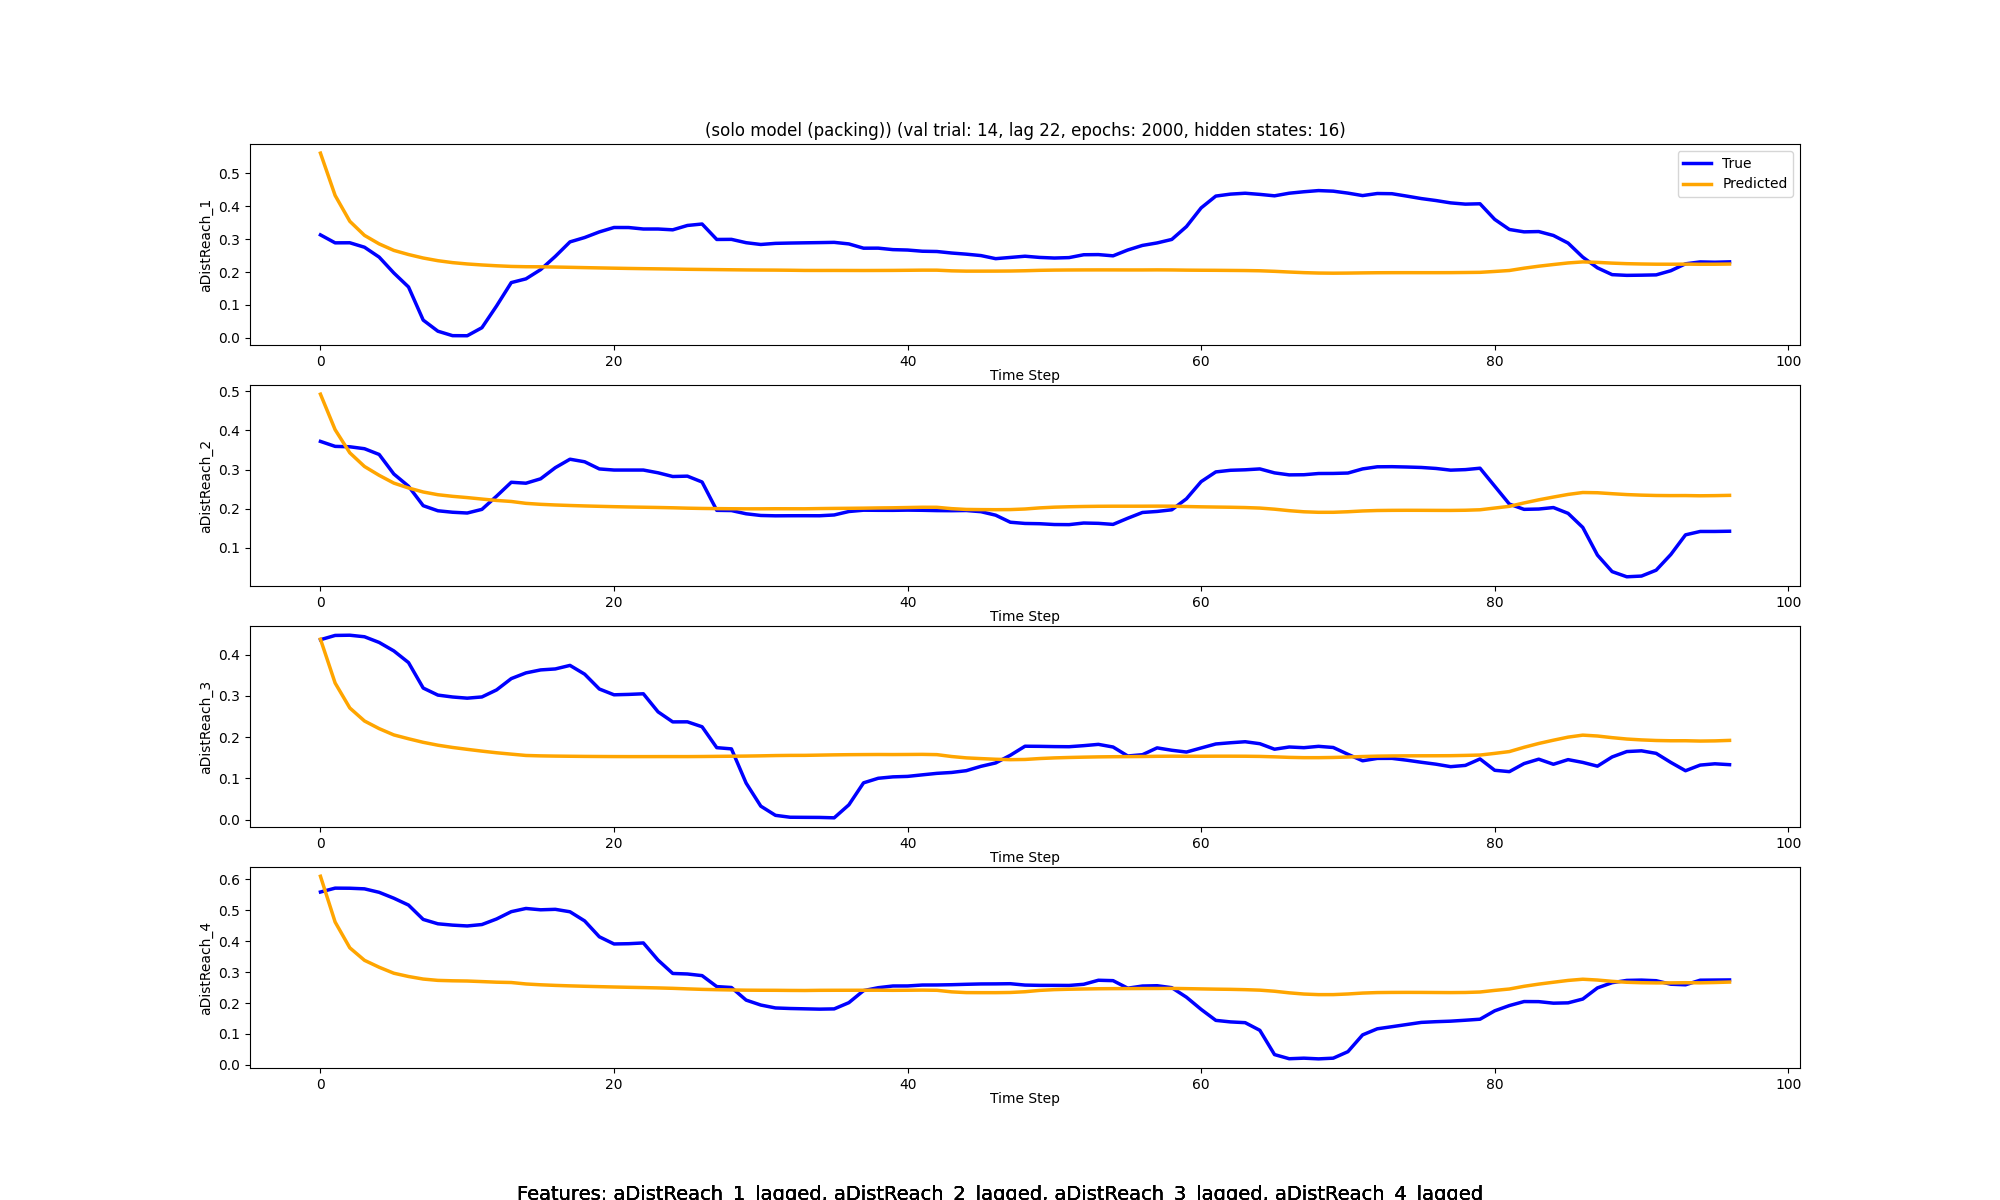 (solo model (packing)) (val trial: 14, lag 22, epochs: 2000, hidden states: 16)
True
Predicted
aDistReach_1
0.5
0.4
0.3
0.2
0.1
0.0
0 20 40 60 80 100
Time Step
aDistReach_2
0.5
0.4
0.3
0.2
0.1
0 20 40 60 80 100
Time Step
aDistReach_3
0.4
0.3
0.2
0.1
0.0
0 20 40 60 80 100
Time Step
aDistReach_4
0.6
0.5
0.4
0.3
0.2
0.1
0.0
0 20 40 60 80 100
Time Step
Features: aDistReach_1_lagged, aDistReach_2_lagged, aDistReach_3_lagged, aDistReach_4_lagged